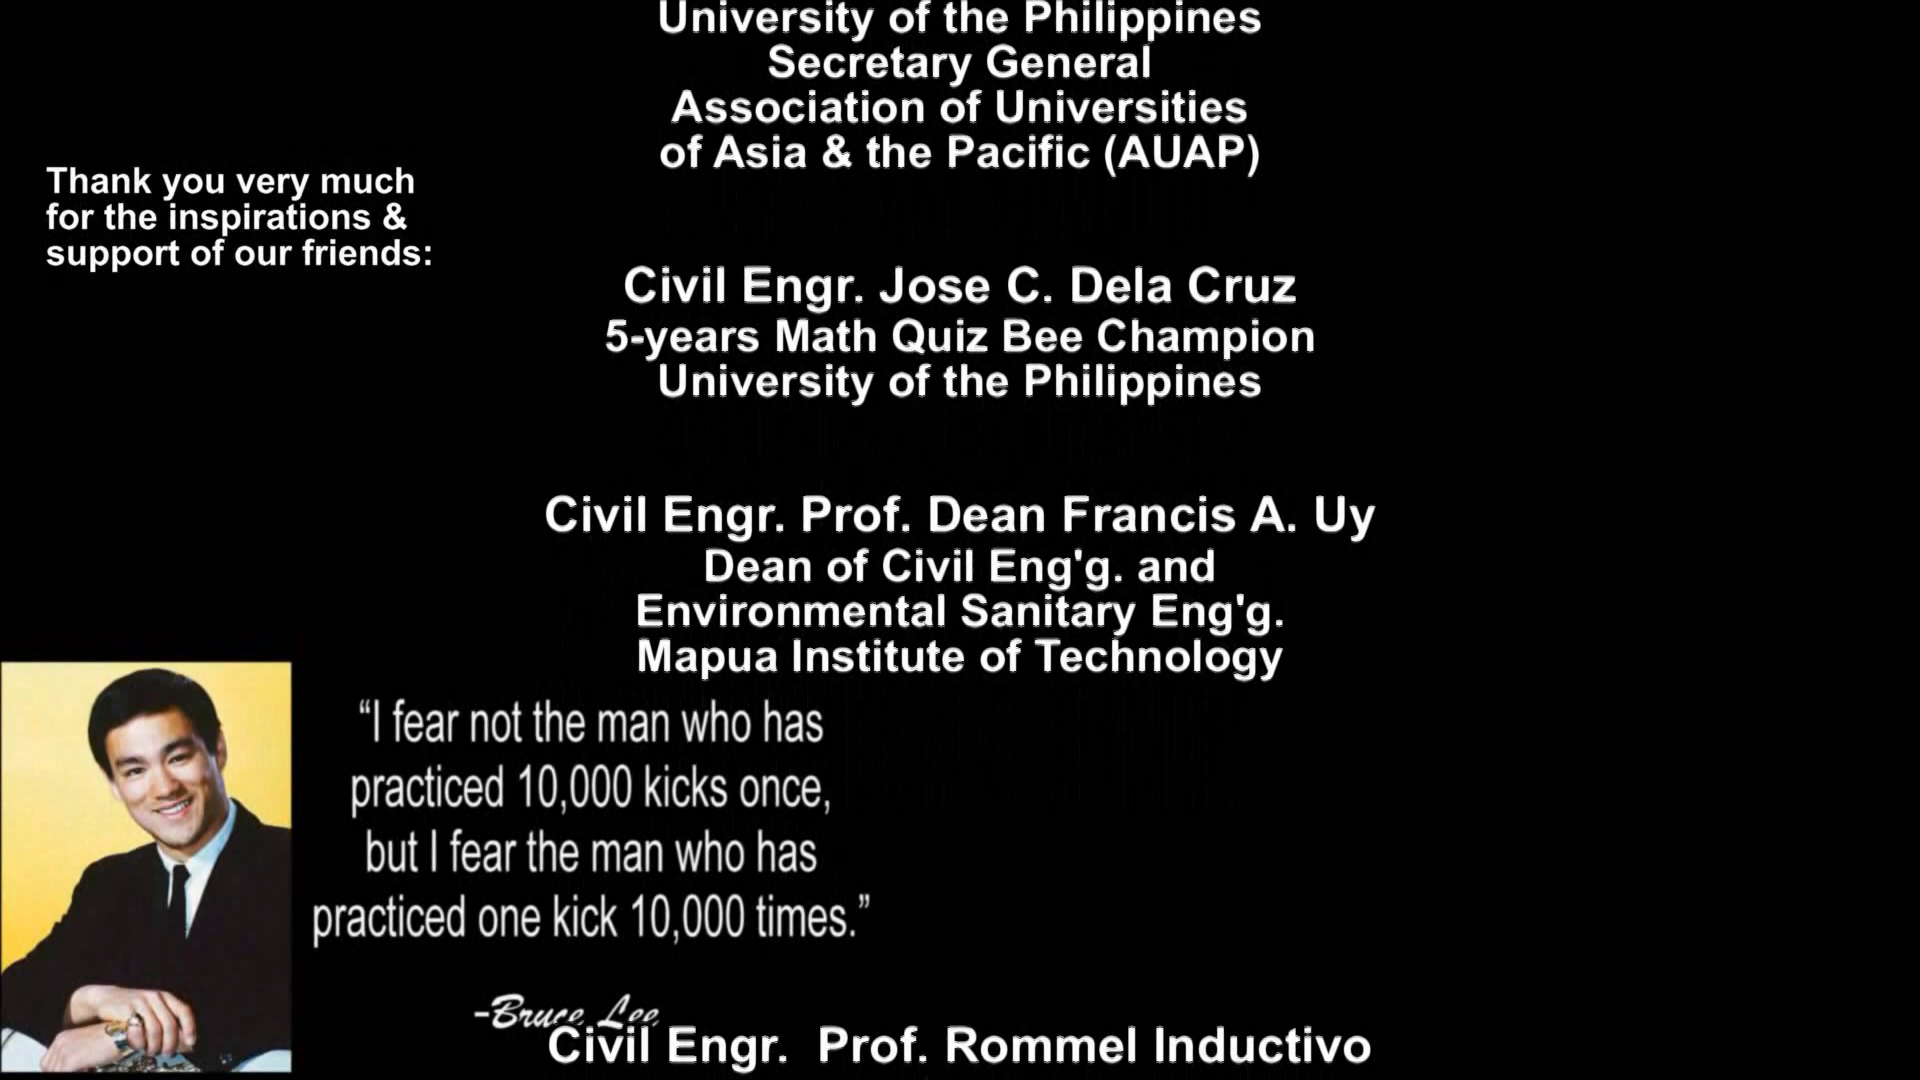 University of the Philippines
Secretary General
Association of Universities
of Asia & the Pacific (AUAP)
Thank you very much
for the inspirations &
support of our friends:
Civil Engr. Jose C. Dela Cruz
5-years Math Quiz Bee Champion
University of the Philippines
Civil Engr. Prof. Dean Francis A. Uy
Dean of Civil Eng'g. and
Environmental Sanitary Eng'g.
Mapua Institute of Technology
“I fear not the man who has
practiced 10,000 kicks once,
but I fear the man who has
practiced one kick 10,000 times.”
-Bruce Lee
Civil Engr.  Prof. Rommel Inductivo